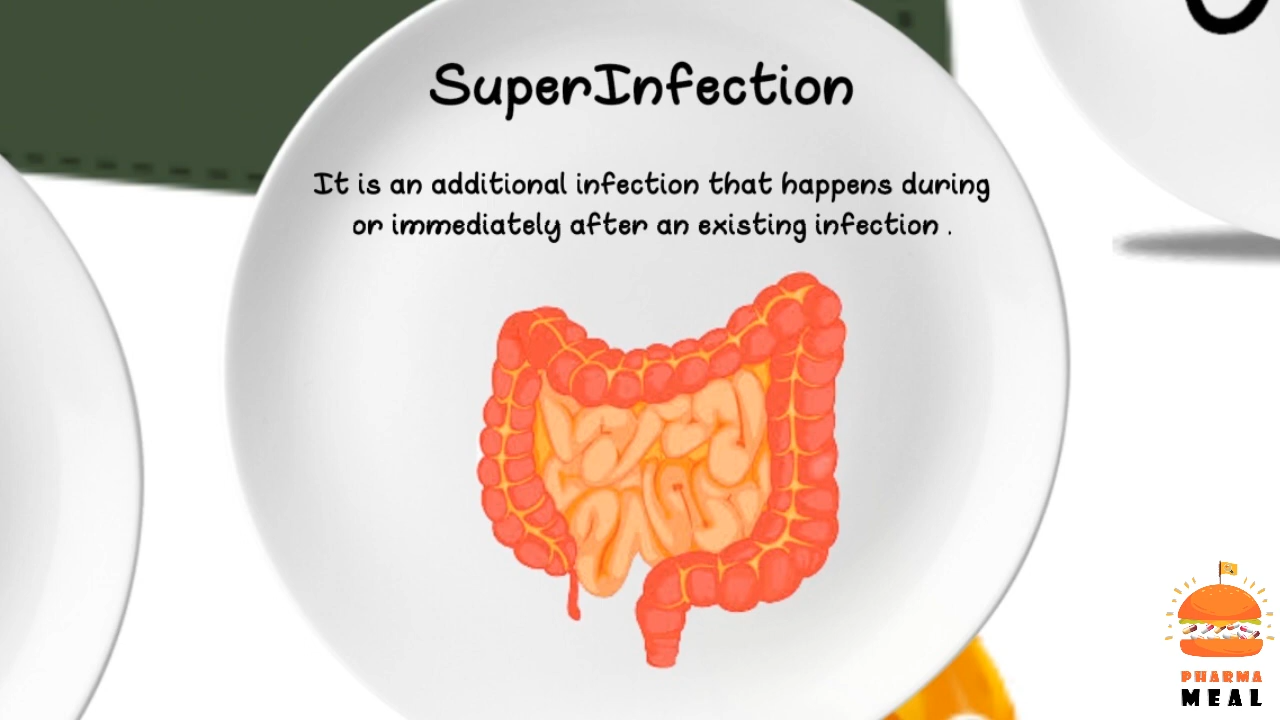 SuperInfection
It is an additional infection that happens during
or immediately after an existing infection .
PHARMA
MEAL